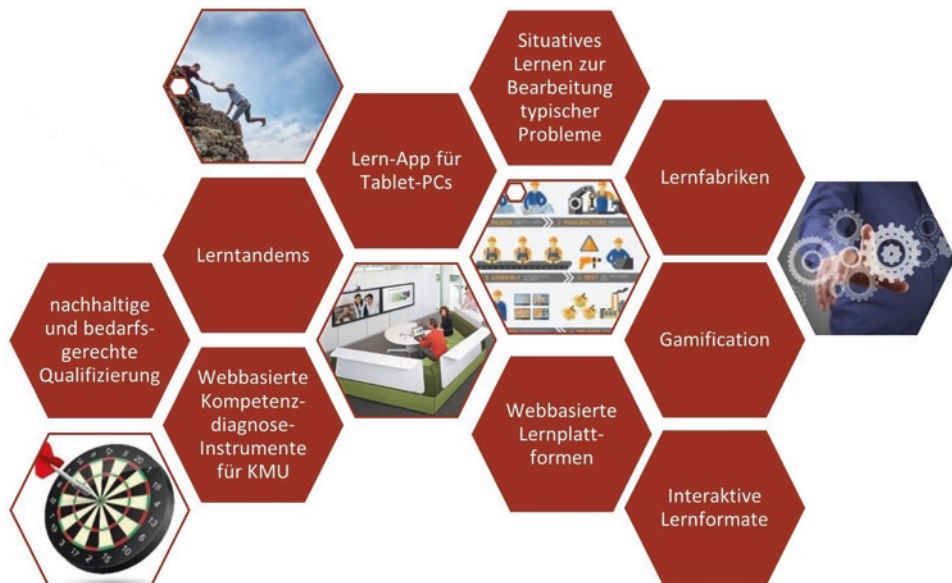 Situatives
Lernen zur
Bearbeitung
typischer
Probleme
Lern-App für
Tablet-PCs
Lernfabriken
Lerntandems
nachhaltige
und bedarfs-
gerechte
Qualifizierung
Gamification
Webbasierte
Kompetenz-
diagnose-
Instrumente
für KMU
Webbasierte
Lernplatt-
formen
Interaktive
Lernformate